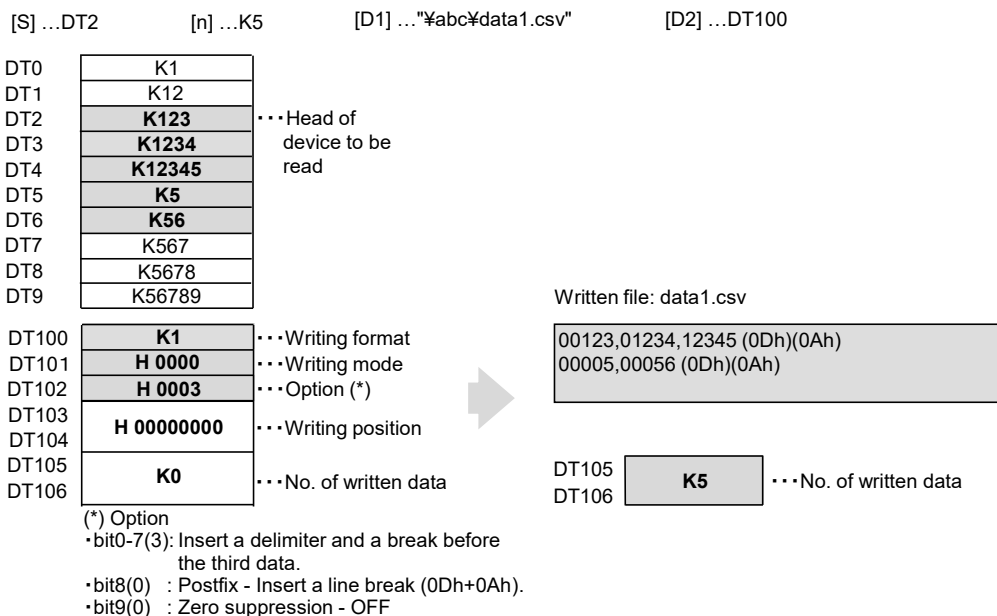 [S] …DT2 [n] …K5 [D1] …"¥abc¥data1.csv" [D2] …DT100
DT0 K1
DT1 K12
DT2 K123 ・・・Head of
DT3 K1234 device to be
DT4 K12345 read
DT5 K5
DT6 K56
DT7 K567
DT8 K5678
DT9 K56789
Written file: data1.csv
DT100 K1 ・・・Writing format
DT101 H 0000 ・・・Writing mode
DT102 H 0003 ・・・Option (*)
DT103
DT104
H 00000000 ・・・Writing position
DT105
DT106
K0 ・・・No. of written data
00123,01234,12345 (0Dh)(0Ah)
00005,00056 (0Dh)(0Ah)
DT105
DT106
K5 ・・・No. of written data
(*) Option
・bit0-7(3): Insert a delimiter and a break before
the third data.
・bit8(0) : Postfix - Insert a line break (0Dh+0Ah).
・bit9(0) : Zero suppression - OFF